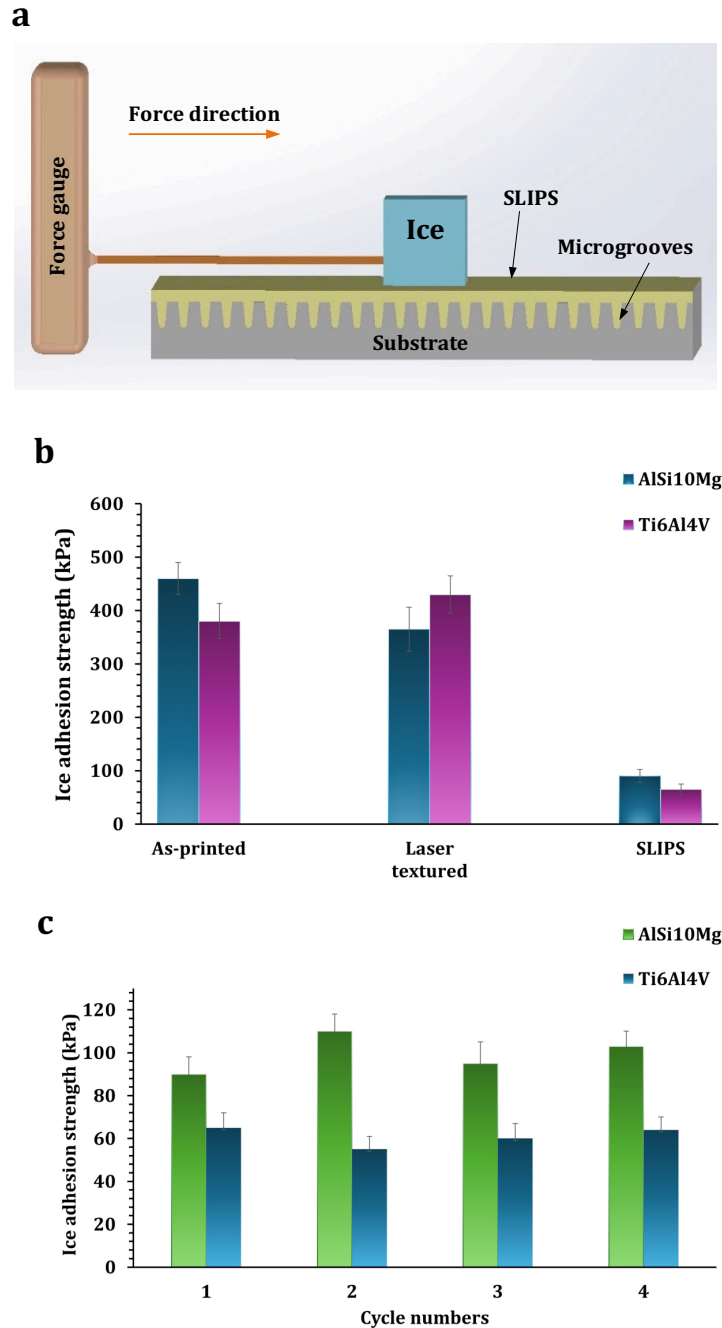 a
Force direction
Force gauge
SLIPS
Ice
Microgrooves
Substrate
b
AlSi10Mg
Ti6Al4V
Ice adhesion strength (kPa)
600
500
400
300
200
100
0
As-printed
Laser
textured
SLIPS
c
AlSi10Mg
Ti6Al4V
Ice adhesion strength (kPa)
120
100
80
60
40
20
0
1 2 3 4
Cycle numbers